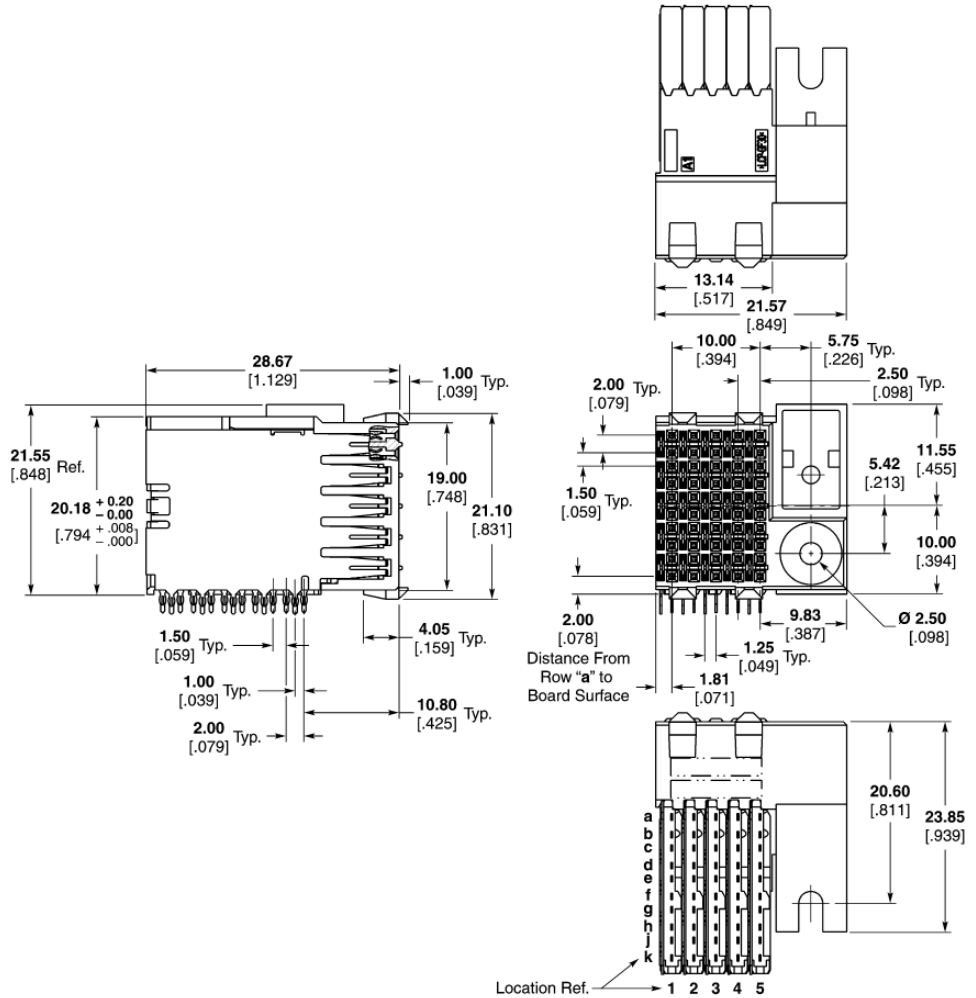 A1
>LCP-GF30<
13.14
[.517]
21.57
[.849]
28.67
[1.129]
1.00
[.039] Typ.
21.55
[.848] Ref.
20.18 + 0.20 - 0.00
[.794 + .008 - .000]
19.00
[.748]
21.10
[.831]
1.50
[.059] Typ.
1.00
[.039] Typ.
2.00
[.079] Typ.
4.05
[.159] Typ.
10.80
[.425] Typ.
10.00
[.394]
5.75
[.226] Typ.
2.50
[.098] Typ.
2.00
[.079] Typ.
1.50
[.059] Typ.
11.55
[.455]
5.42
[.213]
10.00
[.394]
2.00
[.078]
Distance From
Row "a" to
Board Surface
9.83
[.387]
Ø 2.50
[.098]
1.25
[.049] Typ.
1.81
[.071]
20.60
[.811]
23.85
[.939]
a
b
c
d
e
f
g
h
j
k
Location Ref. 1 2 3 4 5